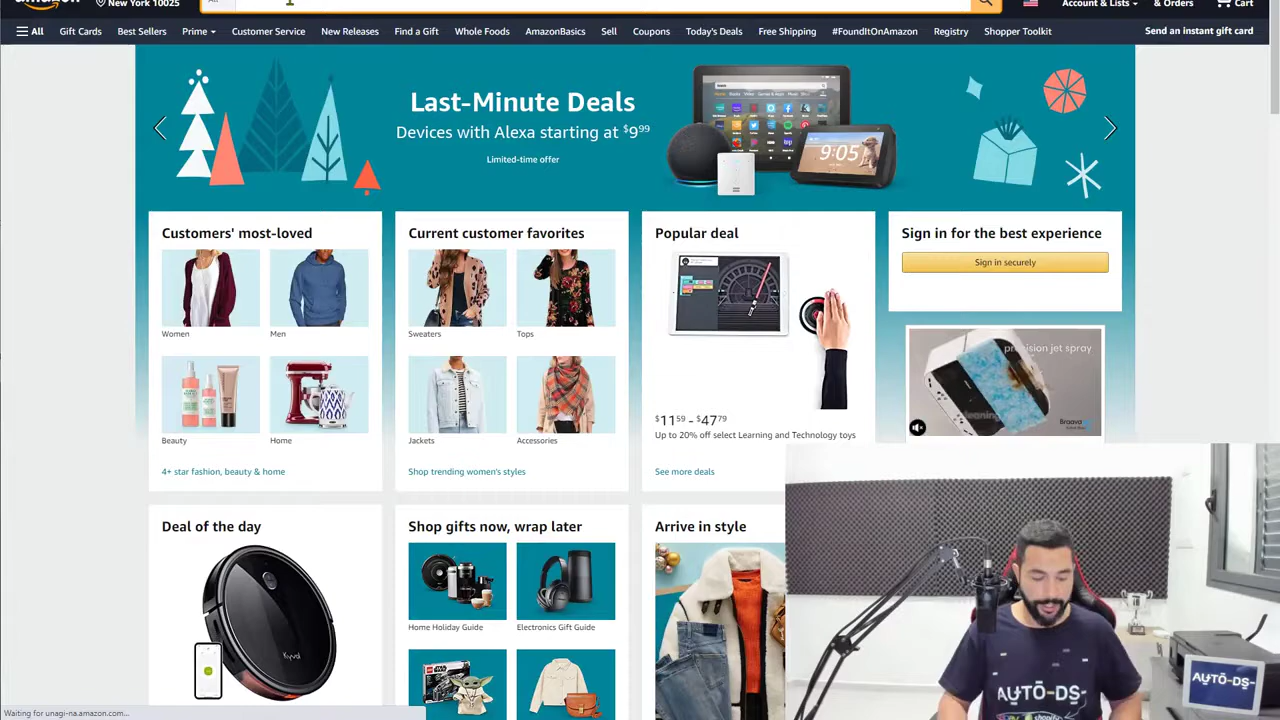 New York 10025
All
Account & Lists
& Orders
Cart
All
Gift Cards
Best Sellers
Prime
Customer Service
New Releases
Find a Gift
Whole Foods
AmazonBasics
Sell
Coupons
Today's Deals
Free Shipping
#FoundItOnAmazon
Registry
Shopper Toolkit
Send an instant gift card
Last-Minute Deals
Devices with Alexa starting at $9.99
Limited-time offer
9:05
Customers' most-loved
Women
Men
Beauty
Home
4+ star fashion, beauty & home
Current customer favorites
Sweaters
Tops
Jackets
Accessories
Shop trending women's styles
Popular deal
$11.59 - $47.79
Up to 20% off select Learning and Technology toys
See more deals
Sign in for the best experience
Sign in securely
precision jet spray
cleaning
Braava
Deal of the day
Kyvol
Shop gifts now, wrap later
Home Holiday Guide
Electronics Gift Guide
Arrive in style
AUTO-DS-
shopify
AUTO-DS-
Waiting for unagi-na.amazon.com...